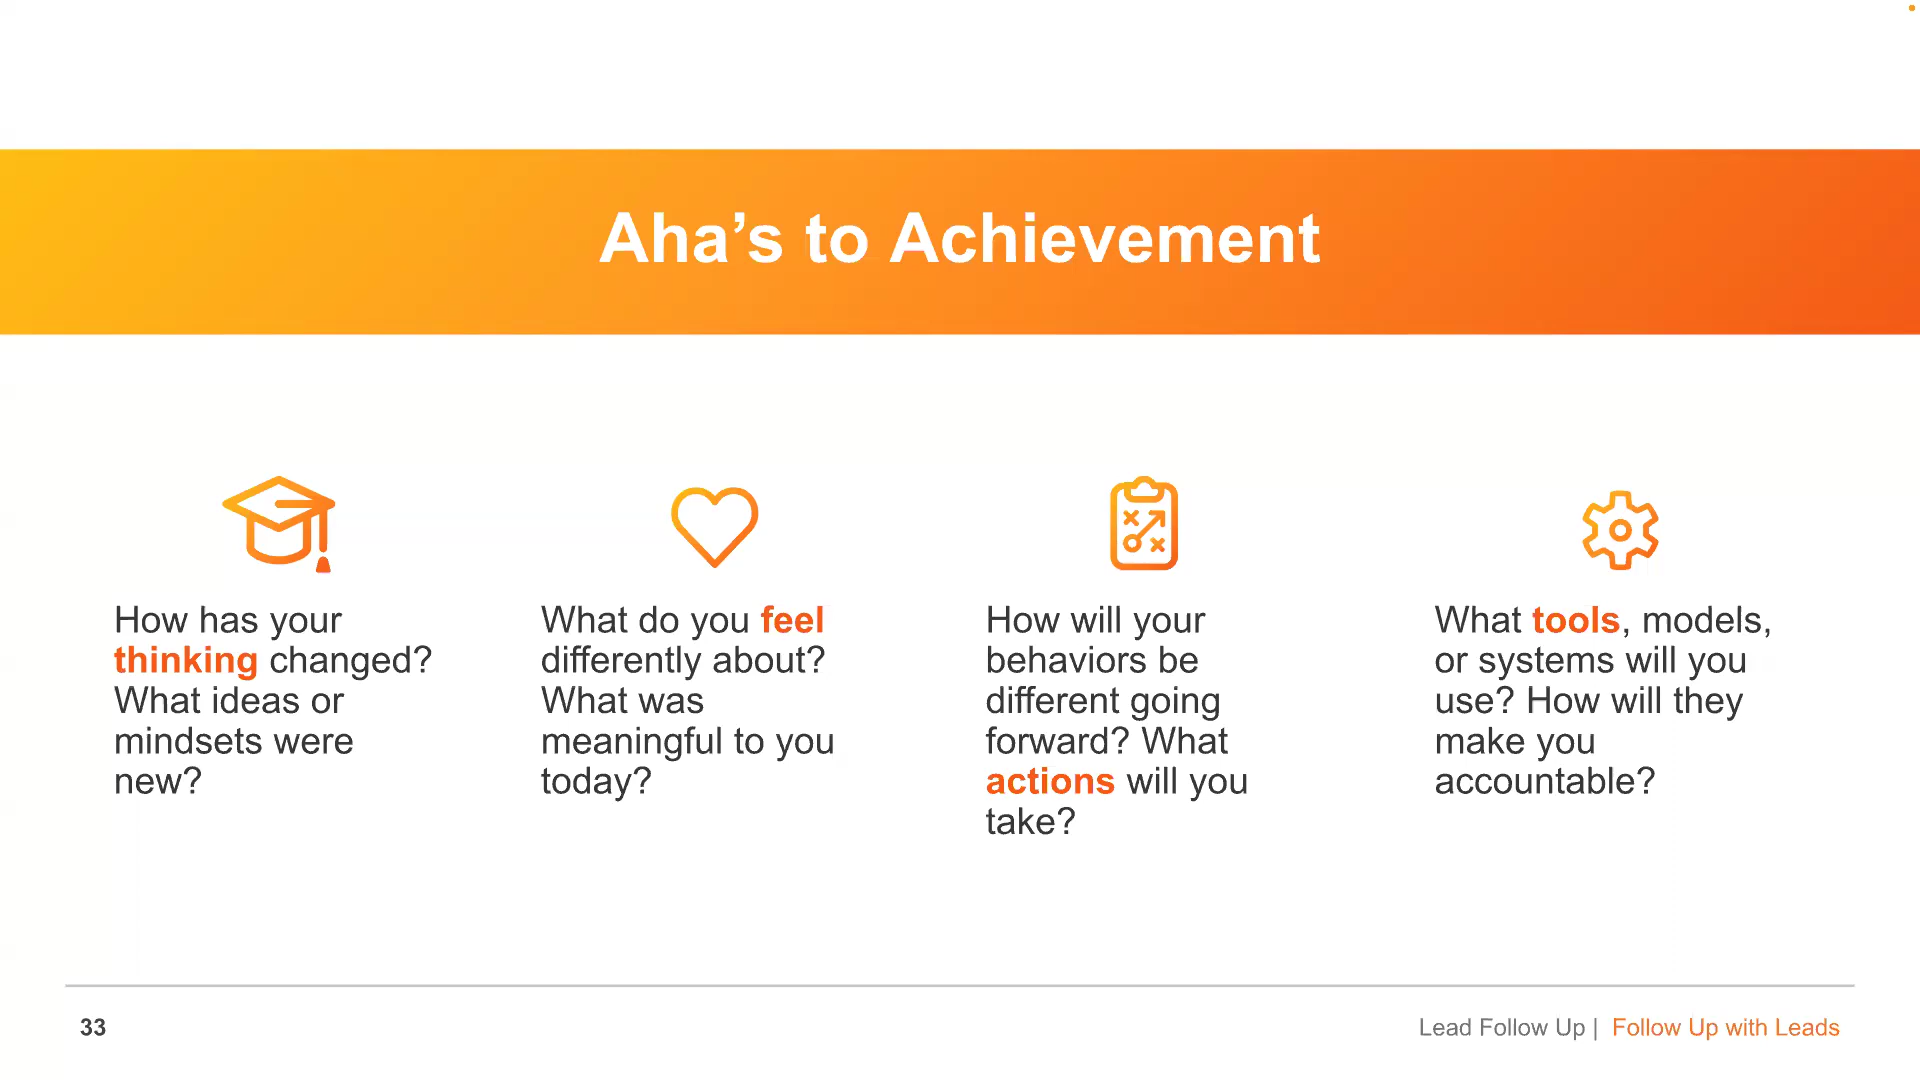 Aha’s to Achievement
How has your
thinking changed?
What ideas or
mindsets were
new?
What do you feel
differently about?
What was
meaningful to you
today?
How will your
behaviors be
different going
forward? What
actions will you
take?
What tools, models,
or systems will you
use? How will they
make you
accountable?
33
Lead Follow Up | Follow Up with Leads